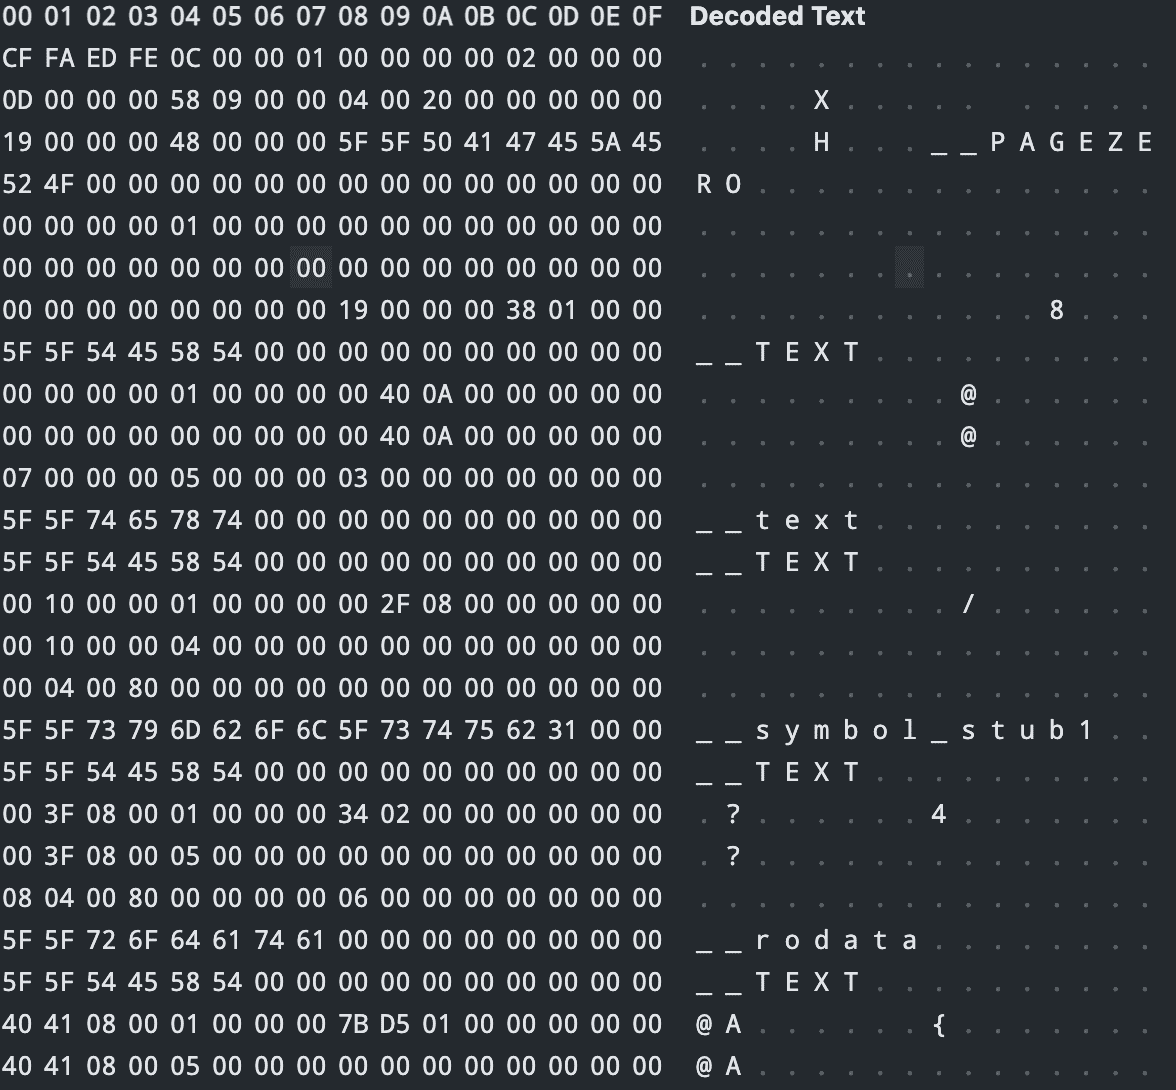 00 01 02 03 04 05 06 07 08 09 0A 0B 0C 0D 0E 0F Decoded Text
CF FA ED FE 0C 00 00 01 00 00 00 00 02 00 00 00 . . . . . . . . . . . . . . . .
0D 00 00 00 58 09 00 00 04 00 20 00 00 00 00 00 . . . . X . . . . .   . . . . .
19 00 00 00 48 00 00 00 5F 5F 50 41 47 45 5A 45 . . . . H . . . _ _ P A G E Z E
52 4F 00 00 00 00 00 00 00 00 00 00 00 00 00 00 R O . . . . . . . . . . . . . .
00 00 00 00 01 00 00 00 00 00 00 00 00 00 00 00 . . . . . . . . . . . . . . . .
00 00 00 00 00 00 00 00 00 00 00 00 00 00 00 00 . . . . . . . . . . . . . . . .
00 00 00 00 00 00 00 00 19 00 00 00 38 01 00 00 . . . . . . . . . . . . 8 . . .
5F 5F 54 45 58 54 00 00 00 00 00 00 00 00 00 00 _ _ T E X T . . . . . . . . . .
00 00 00 00 01 00 00 00 00 40 0A 00 00 00 00 00 . . . . . . . . . @ . . . . . .
00 00 00 00 00 00 00 00 00 40 0A 00 00 00 00 00 . . . . . . . . . @ . . . . . .
07 00 00 00 05 00 00 00 03 00 00 00 00 00 00 00 . . . . . . . . . . . . . . . .
5F 5F 74 65 78 74 00 00 00 00 00 00 00 00 00 00 _ _ t e x t . . . . . . . . . .
5F 5F 54 45 58 54 00 00 00 00 00 00 00 00 00 00 _ _ T E X T . . . . . . . . . .
00 10 00 00 01 00 00 00 00 2F 08 00 00 00 00 00 . . . . . . . . . / . . . . . .
00 10 00 00 04 00 00 00 00 00 00 00 00 00 00 00 . . . . . . . . . . . . . . . .
00 04 00 80 00 00 00 00 00 00 00 00 00 00 00 00 . . . . . . . . . . . . . . . .
5F 5F 73 79 6D 62 6F 6C 5F 73 74 75 62 31 00 00 _ _ s y m b o l _ s t u b 1 . .
5F 5F 54 45 58 54 00 00 00 00 00 00 00 00 00 00 _ _ T E X T . . . . . . . . . .
00 3F 08 00 01 00 00 00 34 02 00 00 00 00 00 00 . ? . . . . . . 4 . . . . . . .
00 3F 08 00 05 00 00 00 00 00 00 00 00 00 00 00 . ? . . . . . . . . . . . . . .
08 04 00 80 00 00 00 00 06 00 00 00 00 00 00 00 . . . . . . . . . . . . . . . .
5F 5F 72 6F 64 61 74 61 00 00 00 00 00 00 00 00 _ _ r o d a t a . . . . . . . .
5F 5F 54 45 58 54 00 00 00 00 00 00 00 00 00 00 _ _ T E X T . . . . . . . . . .
40 41 08 00 01 00 00 00 7B D5 01 00 00 00 00 00 @ A . . . . . . { . . . . . . .
40 41 08 00 05 00 00 00 00 00 00 00 00 00 00 00 @ A . . . . . . . . . . . . . .